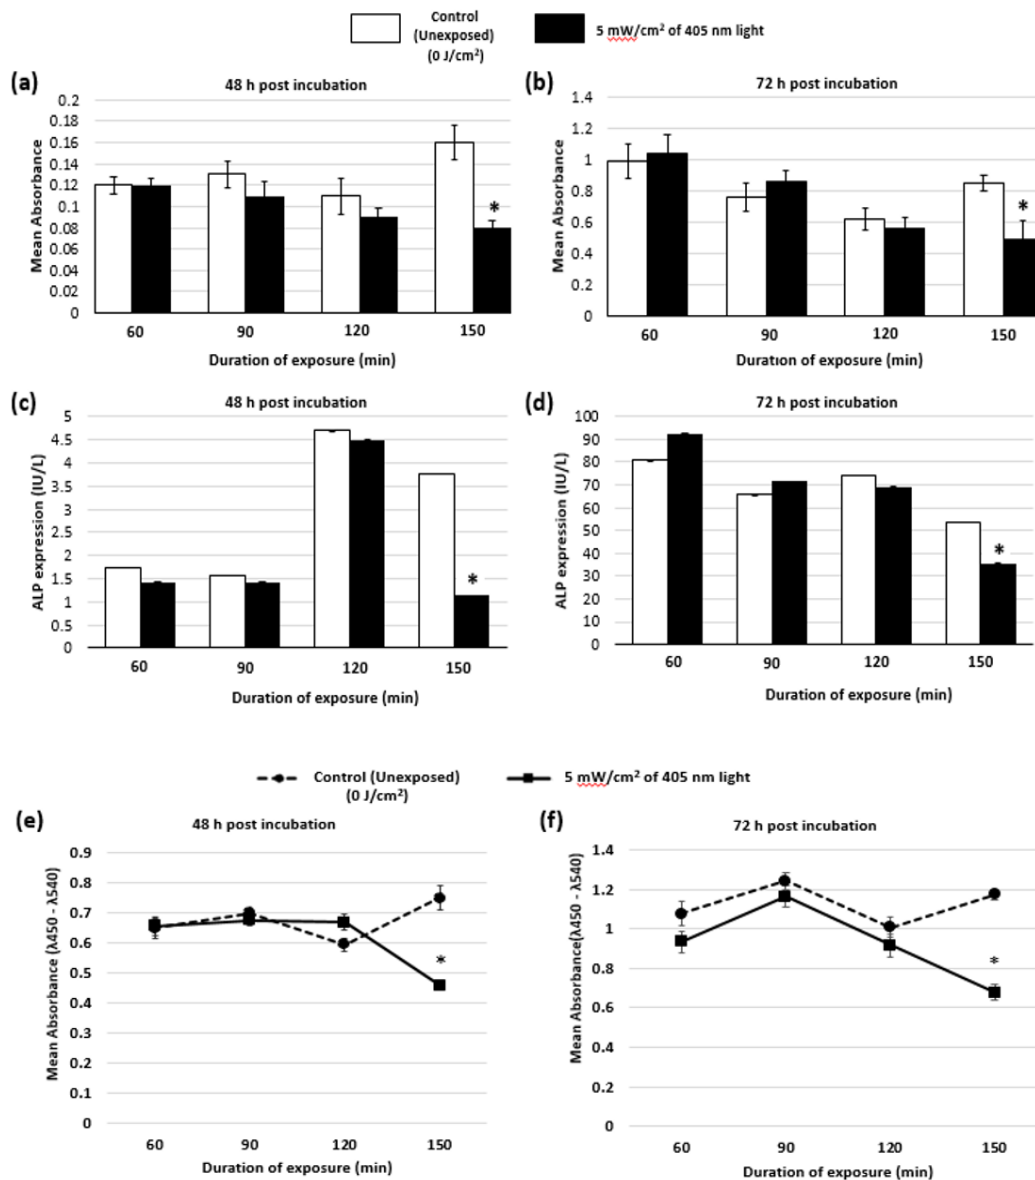 Control
(Unexposed)
(0 J/cm²)
5 mW/cm² of 405 nm light
(a)
48 h post incubation
0.2
0.18
0.16
0.14
0.12
0.1
0.08
0.06
0.04
0.02
0
Mean Absorbance
60 90 120 150
Duration of exposure (min)
*
(b)
72 h post incubation
1.4
1.2
1
0.8
0.6
0.4
0.2
0
Mean Absorbance
60 90 120 150
Duration of exposure (min)
*
(c)
48 h post incubation
5
4.5
4
3.5
3
2.5
2
1.5
1
0.5
0
ALP expression (IU/L)
60 90 120 150
Duration of exposure (min)
*
(d)
72 h post incubation
100
90
80
70
60
50
40
30
20
10
0
ALP expression (IU/L)
60 90 120 150
Duration of exposure (min)
*
Control (Unexposed)
(0 J/cm²)
5 mW/cm² of 405 nm light
(e)
48 h post incubation
0.9
0.8
0.7
0.6
0.5
0.4
0.3
0.2
0.1
0
Mean Absorbance (λ450 - λ540)
60 90 120 150
Duration of exposure (min)
*
(f)
72 h post incubation
1.4
1.2
1
0.8
0.6
0.4
0.2
0
Mean Absorbance(λ450 - λ540)
60 90 120 150
Duration of exposure (min)
*